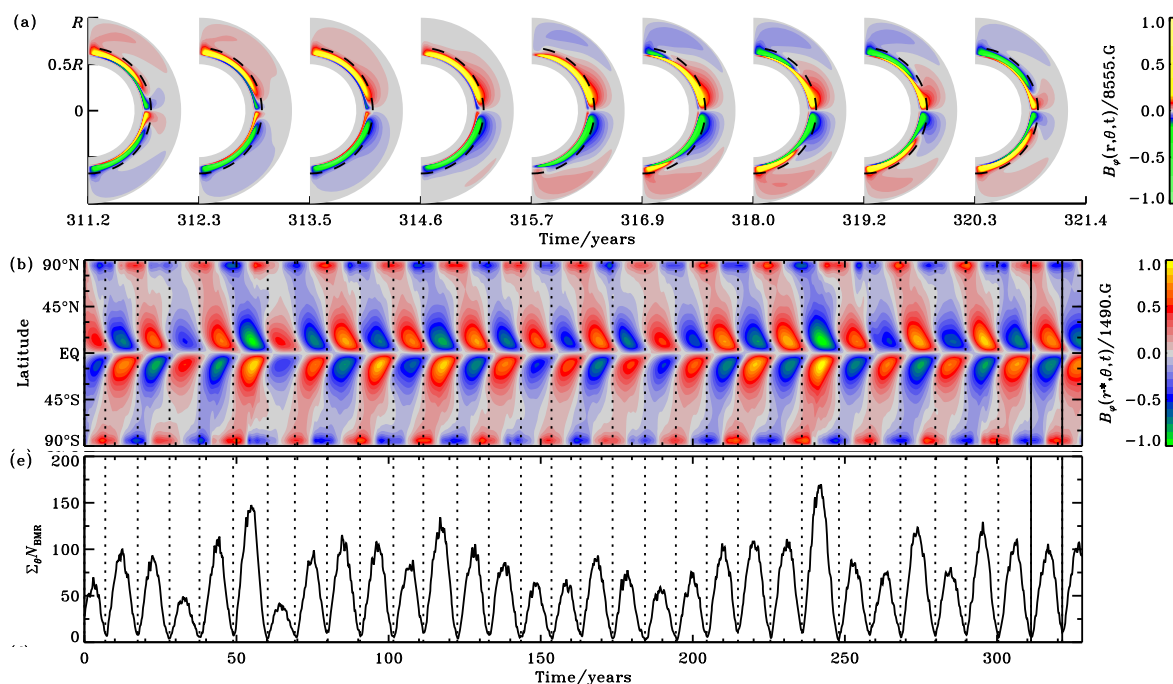 (a)
R
0.5R
0
311.2 312.3 313.5 314.6 315.7 316.9 318.0 319.2 320.3 321.4
Time/years
1.0
0.5
0.0
−0.5
−1.0
Bφ(r,θ,t)/8555.G
(b)
90°N
45°N
EQ
45°S
90°S
Latitude
1.0
0.5
0.0
−0.5
−1.0
Bφ(r*,θ,t)/1490.G
(e)
200
150
100
50
0
ΣθNBMR
0 50 100 150 200 250 300
Time/years